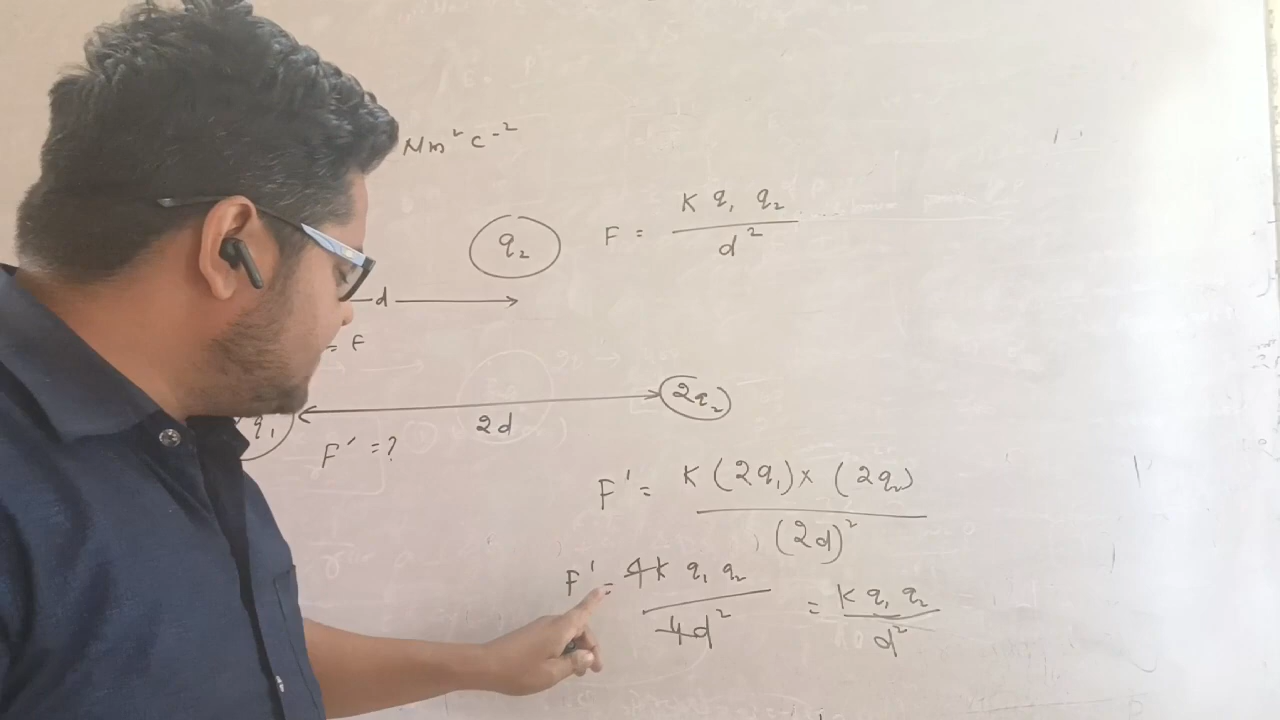 Nm²C⁻²
q₂
F = K q₁ q₂ / d²
d
= F
q₁
2d
2q₂
F' = ?
F' = K (2q₁) × (2q₂) / (2d)²
F' = 4K q₁ q₂ / 4d² = K q₁ q₂ / d²